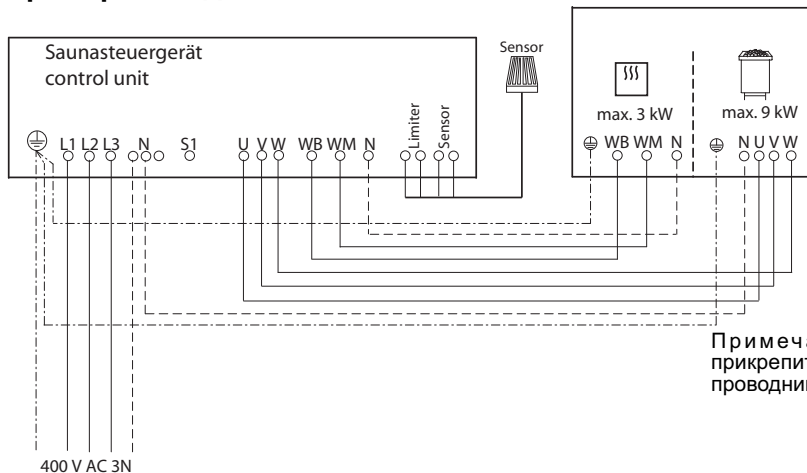 Saunasteuergerät
control unit
Sensor
max. 3 kW
max. 9 kW
L1 L2 L3 N S1 U V W WB WM N Limiter Sensor
WB WM N N U V W
Примеча
прикрепит
проводни
400 V AC 3N